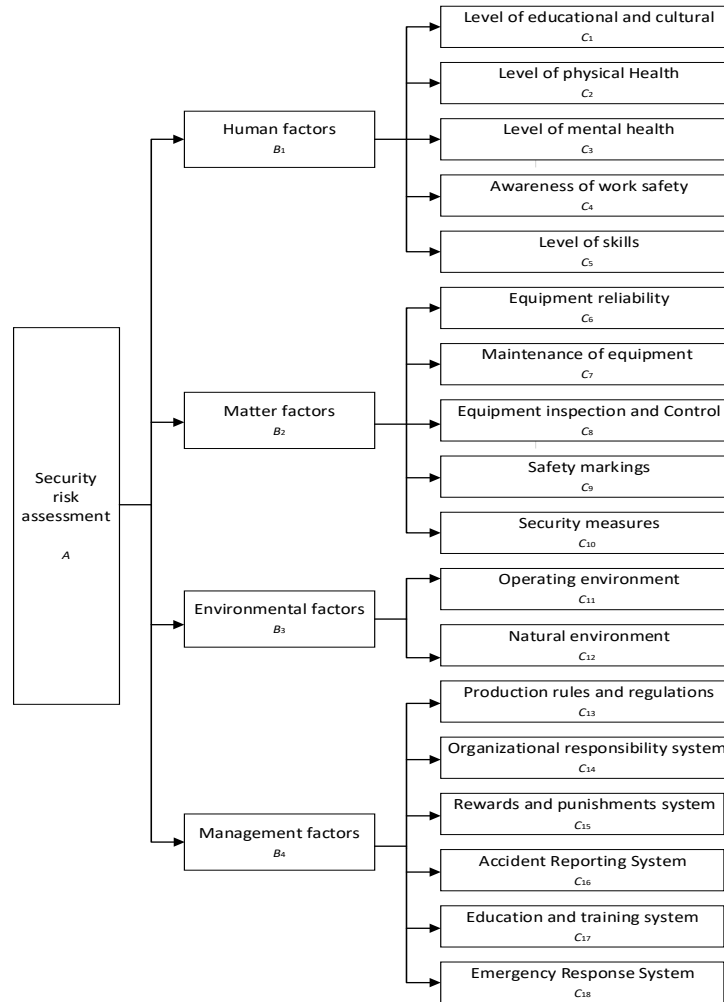 Level of educational and cultural
C1
Level of physical Health
C2
Human factors
B1
Level of mental health
C3
Awareness of work safety
C4
Level of skills
C5
Equipment reliability
C6
Maintenance of equipment
C7
Matter factors
B2
Equipment inspection and Control
C8
Safety markings
C9
Security measures
C10
Security
risk
assessment
A
Operating environment
C11
Environmental factors
B3
Natural environment
C12
Production rules and regulations
C13
Organizational responsibility system
C14
Rewards and punishments system
C15
Management factors
B4
Accident Reporting System
C16
Education and training system
C17
Emergency Response System
C18